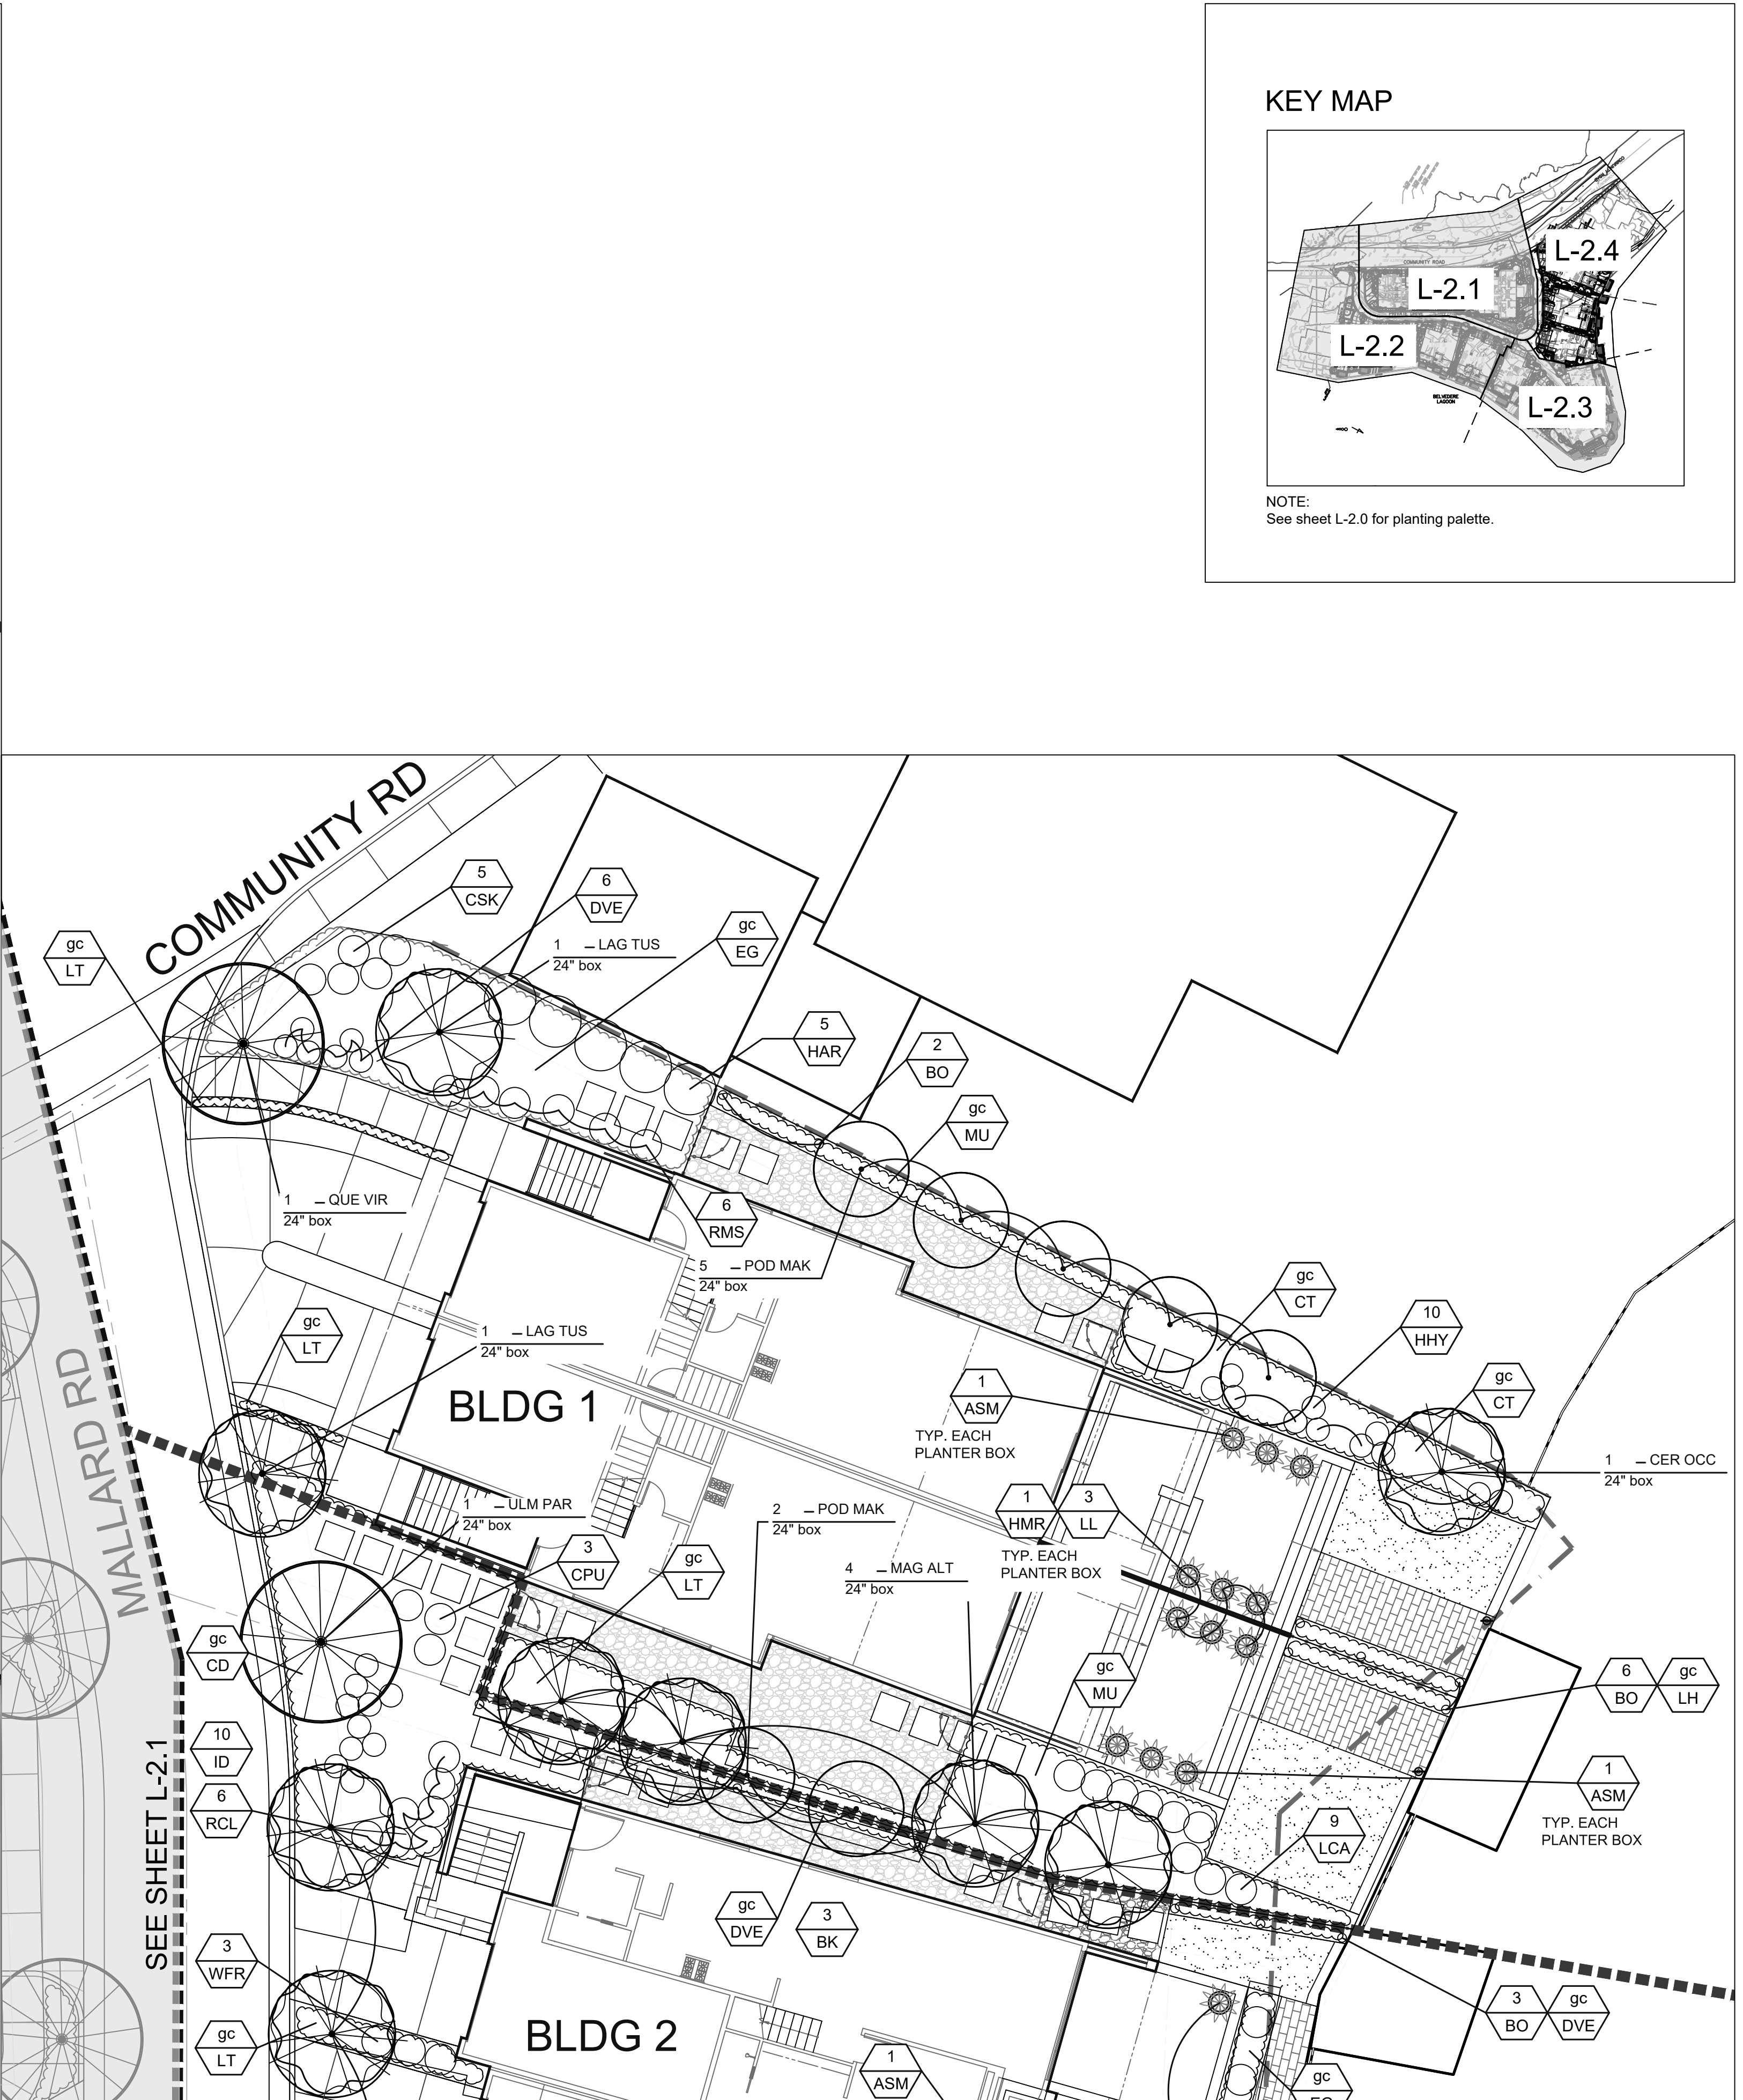 KEY MAP
L-2.4
COMMUNITY ROAD
L-2.1
L-2.2
BELVEDERE
LAGOON
L-2.3
NOTE:
See sheet L-2.0 for planting palette.
COMMUNITY RD
5
CSK
6
DVE
gc
EG
gc
LT
1 – LAG TUS
24" box
5
HAR
2
BO
gc
MU
1 – QUE VIR
24" box
6
RMS
5 – POD MAK
24" box
gc
CT
10
HHY
gc
LT
1 – LAG TUS
24" box
gc
CT
1
ASM
TYP. EACH
PLANTER BOX
BLDG 1
1 – CER OCC
24" box
MALLARD RD
1 – ULM PAR
24" box
2 – POD MAK
24" box
1
HMR
3
LL
TYP. EACH
PLANTER BOX
3
CPU
gc
LT
4 – MAG ALT
24" box
gc
CD
gc
MU
6
BO
gc
LH
10
ID
6
RCL
SEE SHEET L-2.1
1
ASM
TYP. EACH
PLANTER BOX
9
LCA
gc
DVE
3
BK
3
WFR
gc
LT
BLDG 2
3
BO
gc
DVE
1
ASM
gc